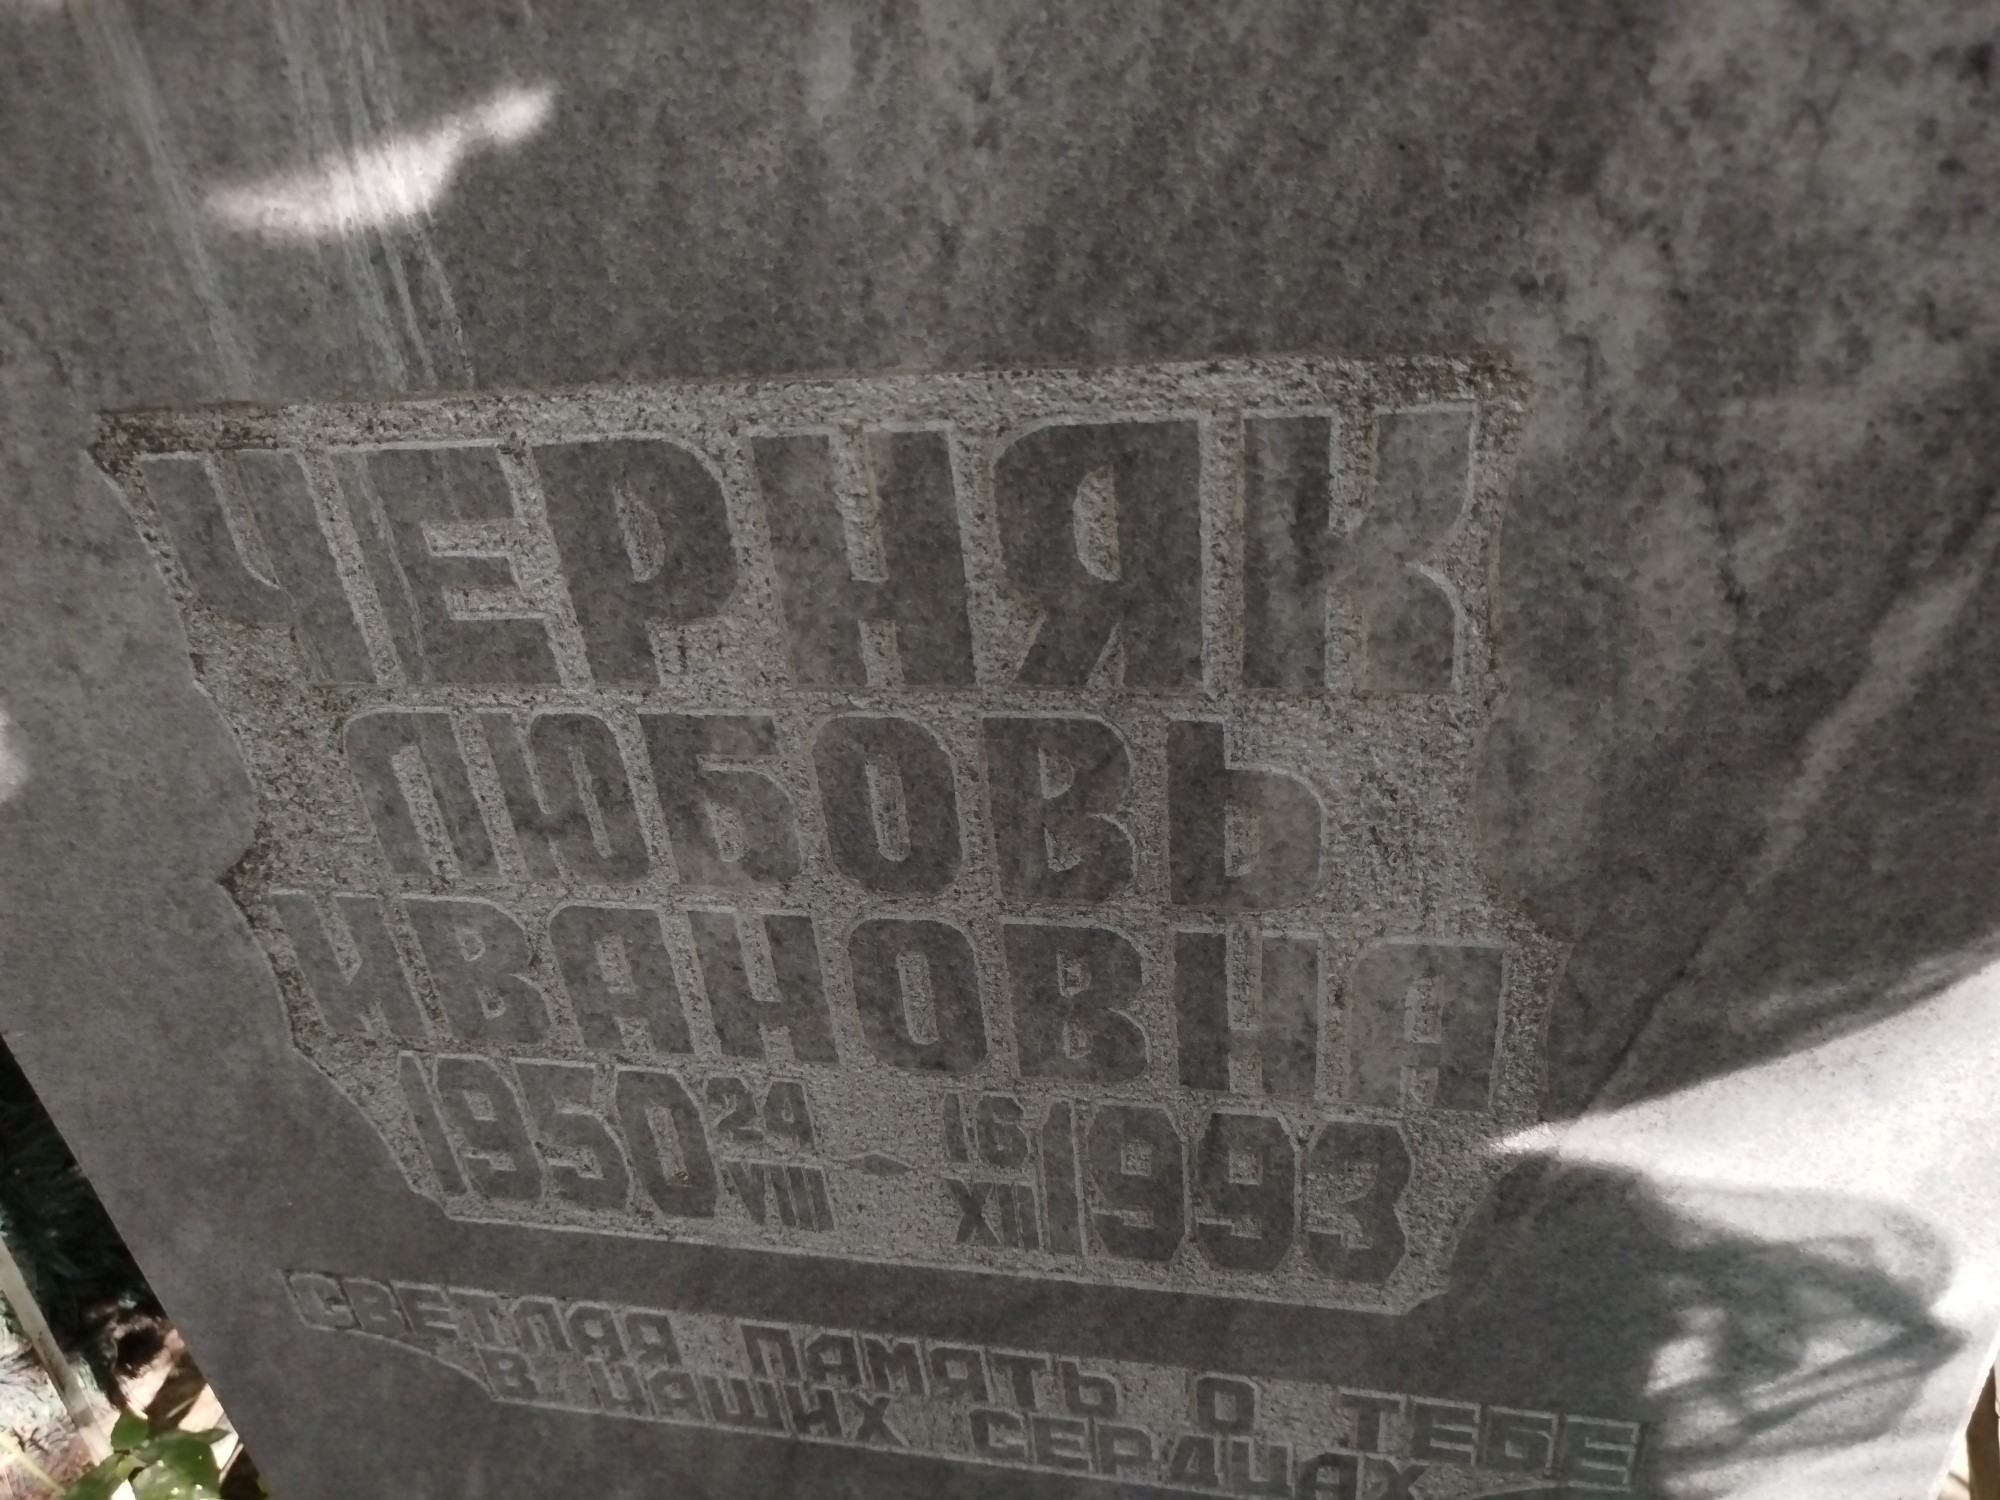 ЧЕРНЯК
ЛЮБОВЬ
ИВАНОВНА
1950 24 VIII 16 XII 1993
СВЕТЛАЯ ПАМЯТЬ О ТЕБЕ
В НАШИХ СЕРДЦАХ